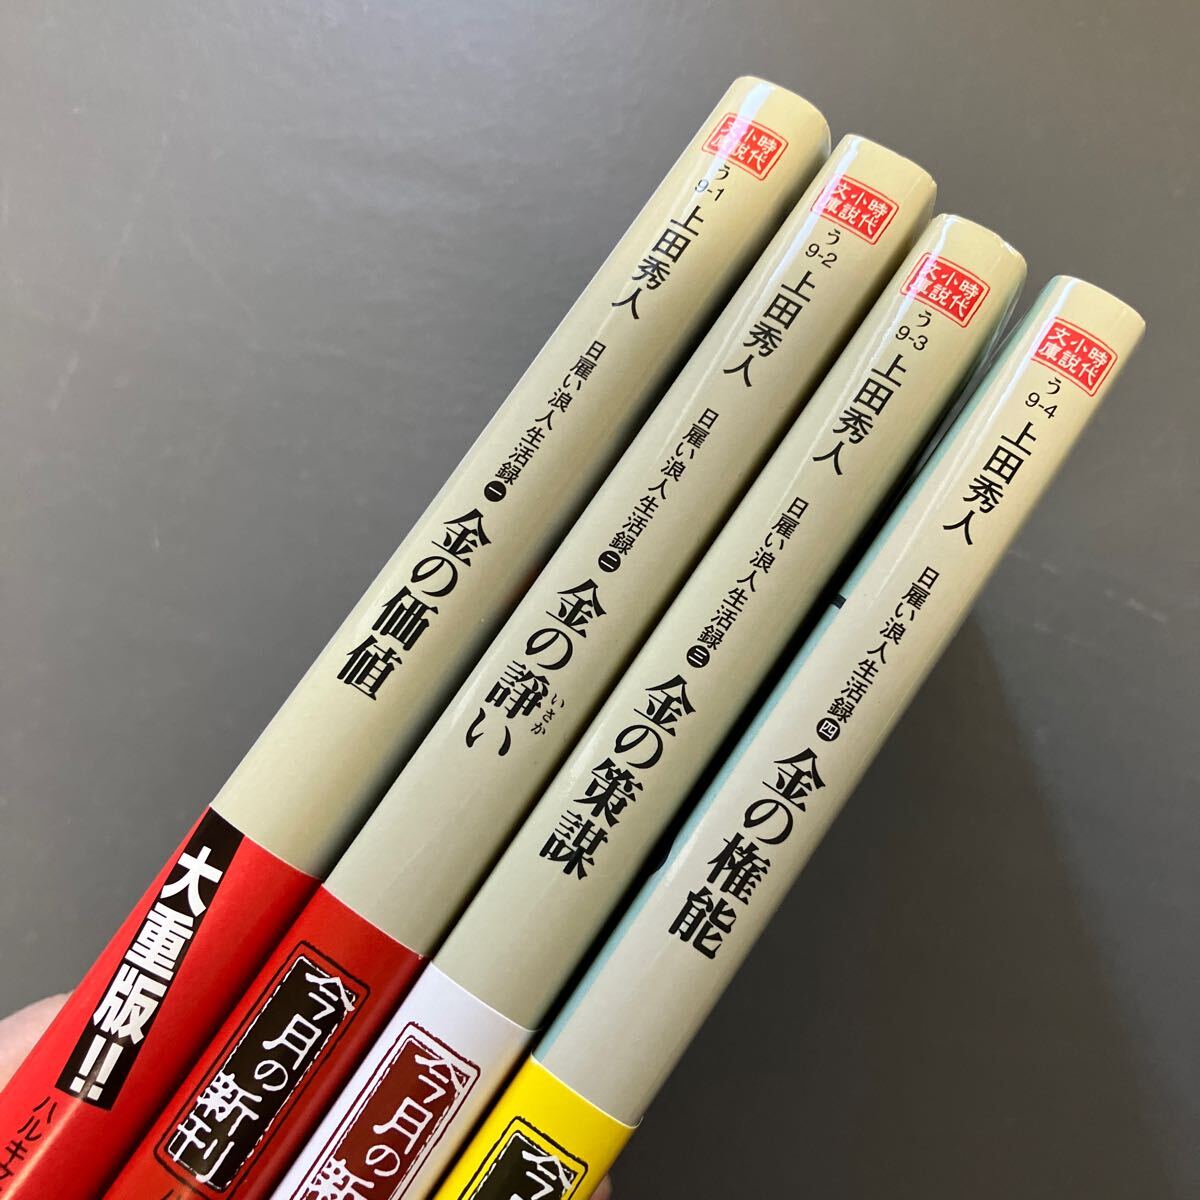 時代
小説
文庫
う
9-1
上田秀人
日雇い浪人生活録 一
金の価値
大重版!!
ハルキ
時代
小説
文庫
う
9-2
上田秀人
日雇い浪人生活録 二
金の諍い
いさか
今月の新刊
時代
小説
文庫
う
9-3
上田秀人
日雇い浪人生活録 三
金の策謀
今月の新
時代
小説
文庫
う
9-4
上田秀人
日雇い浪人生活録 四
金の権能
今